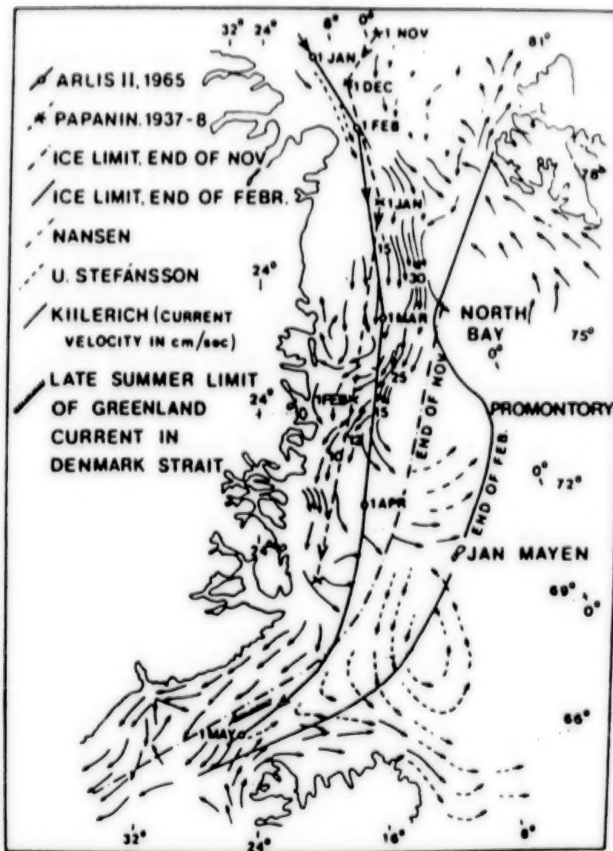 32° 24° 8° 0°
1 NOV
81°
1 JAN
ARLIS II, 1965
1 DEC
PAPANIN, 1937-8
1 FEB
ICE LIMIT, END OF NOV.
78°
ICE LIMIT, END OF FEBR.
1 JAN
NANSEN
15
U. STEFÁNSSON
24°
30
KIILERICH (CURRENT
VELOCITY IN cm/sec)
1 MAR
NORTH
BAY
75°
0°
LATE SUMMER LIMIT
OF GREENLAND
CURRENT IN
DENMARK STRAIT
25
24°
1 FEB
15
PROMONTORY
END OF NOV.
END OF FEB.
0°
72°
1 APR
24°
JAN MAYEN
69°
0°
66°
1 MAY
32°
24°
16°
8°